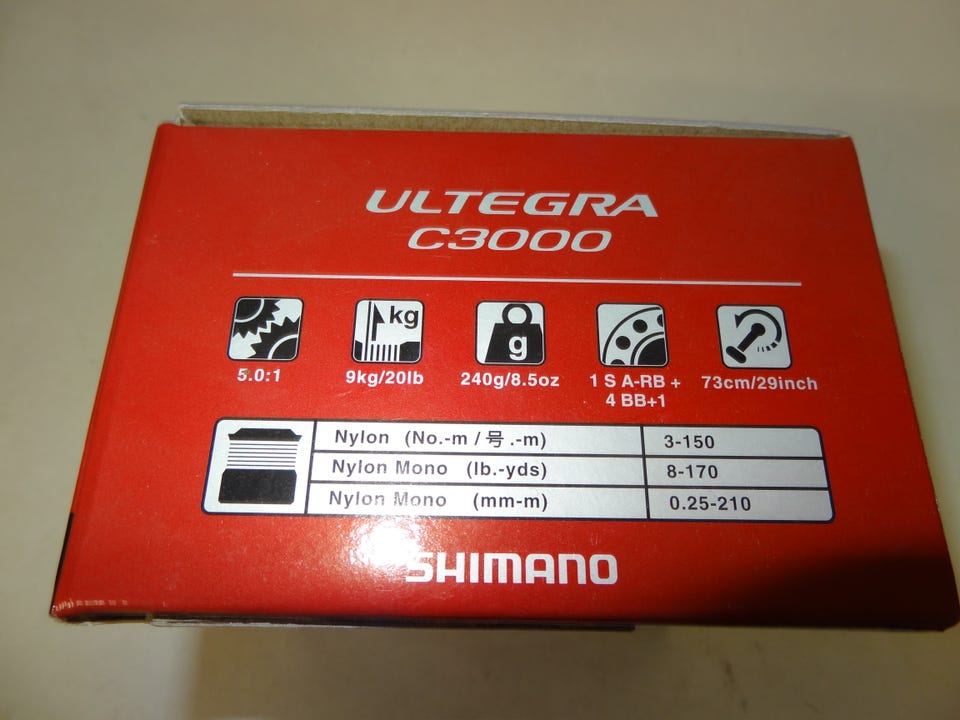 ULTEGRA
C3000
kg
g
5.0:1
9kg/20lb
240g/8.5oz
1 S A-RB +
4 BB+1
73cm/29inch
Nylon (No.-m / 号.-m) 3-150
Nylon Mono (lb.-yds) 8-170
Nylon Mono (mm-m) 0.25-210
SHIMANO